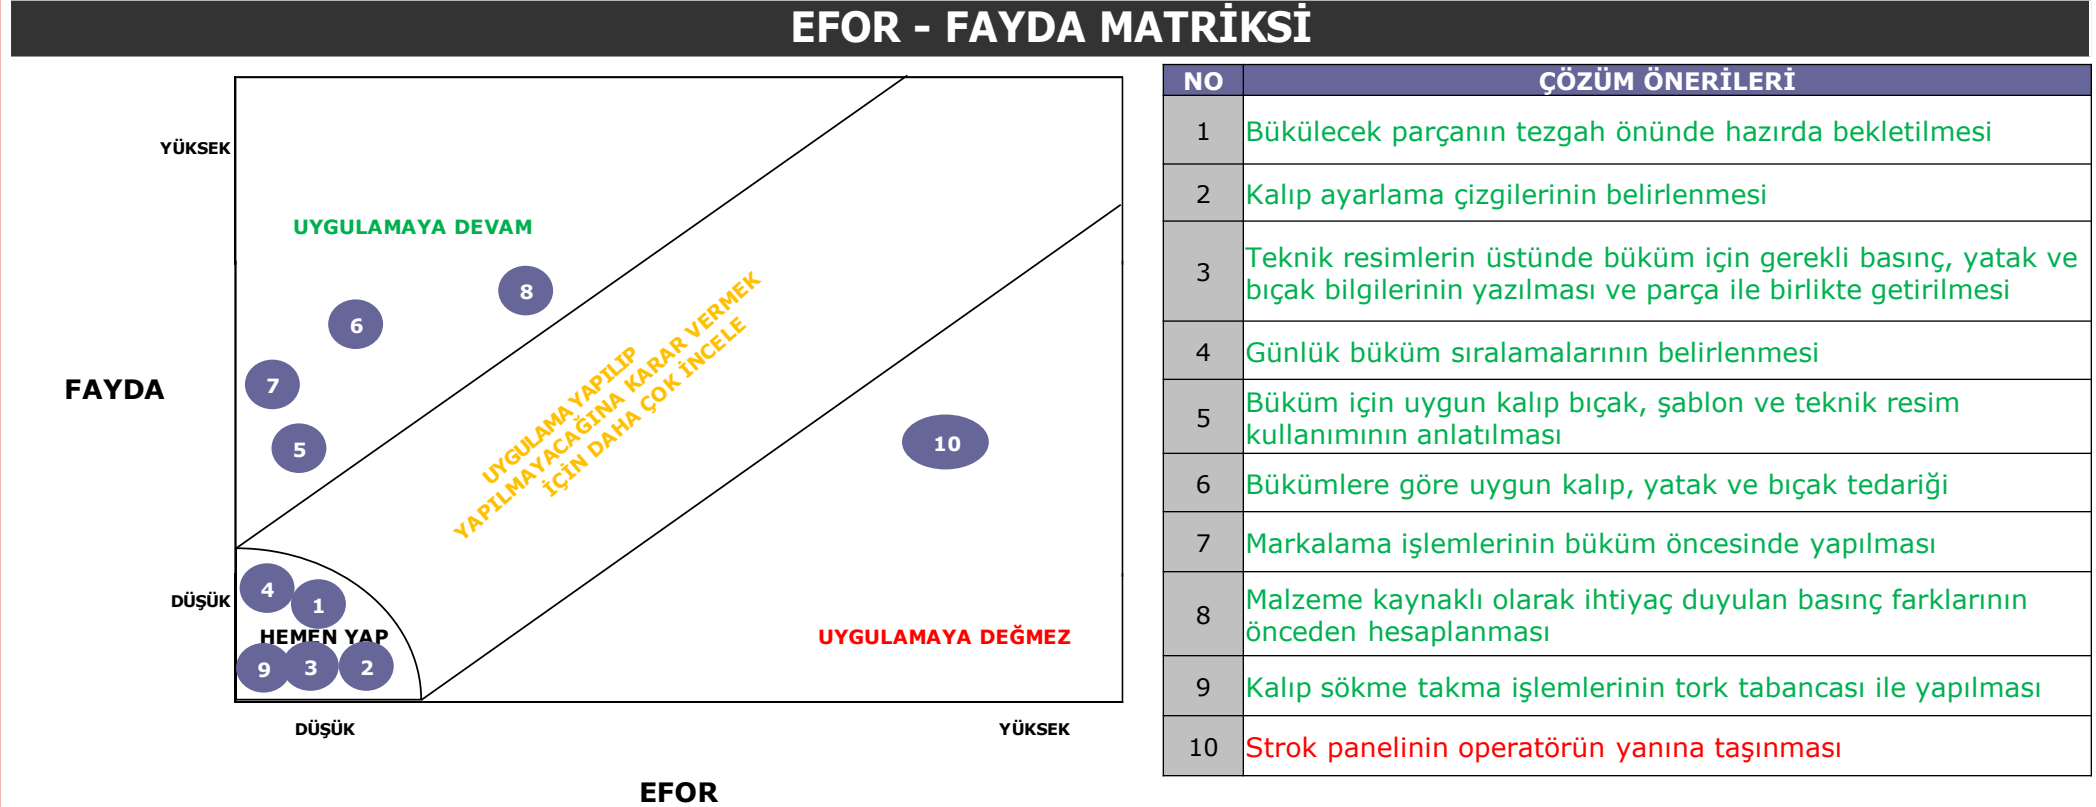 EFOR - FAYDA MATRİKSİ
YÜKSEK
UYGULAMAYA DEVAM
8
6
7
FAYDA
5
UYGULAMA YAPILIP
YAPILMAYACAĞINA KARAR VERMEK
İÇİN DAHA ÇOK İNCELE
10
4
DÜŞÜK
1
HEMEN YAP
UYGULAMAYA DEĞMEZ
9
3
2
DÜŞÜK
YÜKSEK
EFOR
NO
ÇÖZÜM ÖNERİLERİ
1
Bükülecek parçanın tezgah önünde hazırda bekletilmesi
2
Kalıp ayarlama çizgilerinin belirlenmesi
3
Teknik resimlerin üstünde büküm için gerekli basınç, yatak ve
bıçak bilgilerinin yazılması ve parça ile birlikte getirilmesi
4
Günlük büküm sıralamalarının belirlenmesi
5
Büküm için uygun kalıp bıçak, şablon ve teknik resim
kullanımının anlatılması
6
Bükümlere göre uygun kalıp, yatak ve bıçak tedariği
7
Markalama işlemlerinin büküm öncesinde yapılması
8
Malzeme kaynaklı olarak ihtiyaç duyulan basınç farklarının
önceden hesaplanması
9
Kalıp sökme takma işlemlerinin tork tabancası ile yapılması
10
Strok panelinin operatörün yanına taşınması